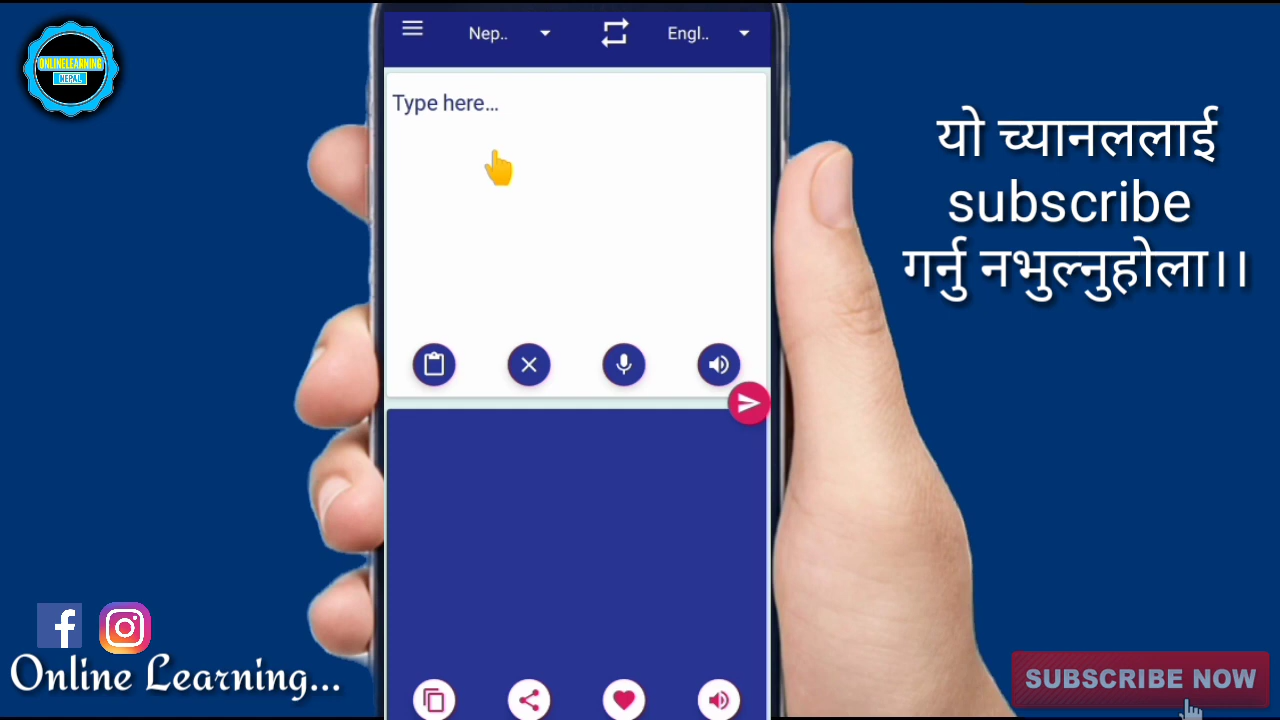 ONLINELEARNING
NEPAL
Nep..
Engl..
Type here...
यो च्यानललाई
subscribe
गर्नु नभुल्नुहोला।।
Online Learning...
SUBSCRIBE NOW